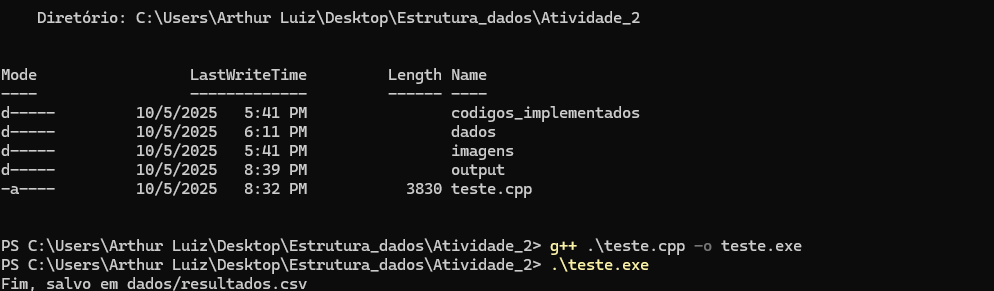 Diretório: C:\Users\Arthur Luiz\Desktop\Estrutura_dados\Atividade_2
Mode                 LastWriteTime         Length Name
----                 -------------         ------ ----
d-----         10/5/2025   5:41 PM                codigos_implementados
d-----         10/5/2025   6:11 PM                dados
d-----         10/5/2025   5:41 PM                imagens
d-----         10/5/2025   8:39 PM                output
-a----         10/5/2025   8:32 PM           3830 teste.cpp
PS C:\Users\Arthur Luiz\Desktop\Estrutura_dados\Atividade_2> g++ .\teste.cpp -o teste.exe
PS C:\Users\Arthur Luiz\Desktop\Estrutura_dados\Atividade_2> .\teste.exe
Fim, salvo em dados/resultados.csv